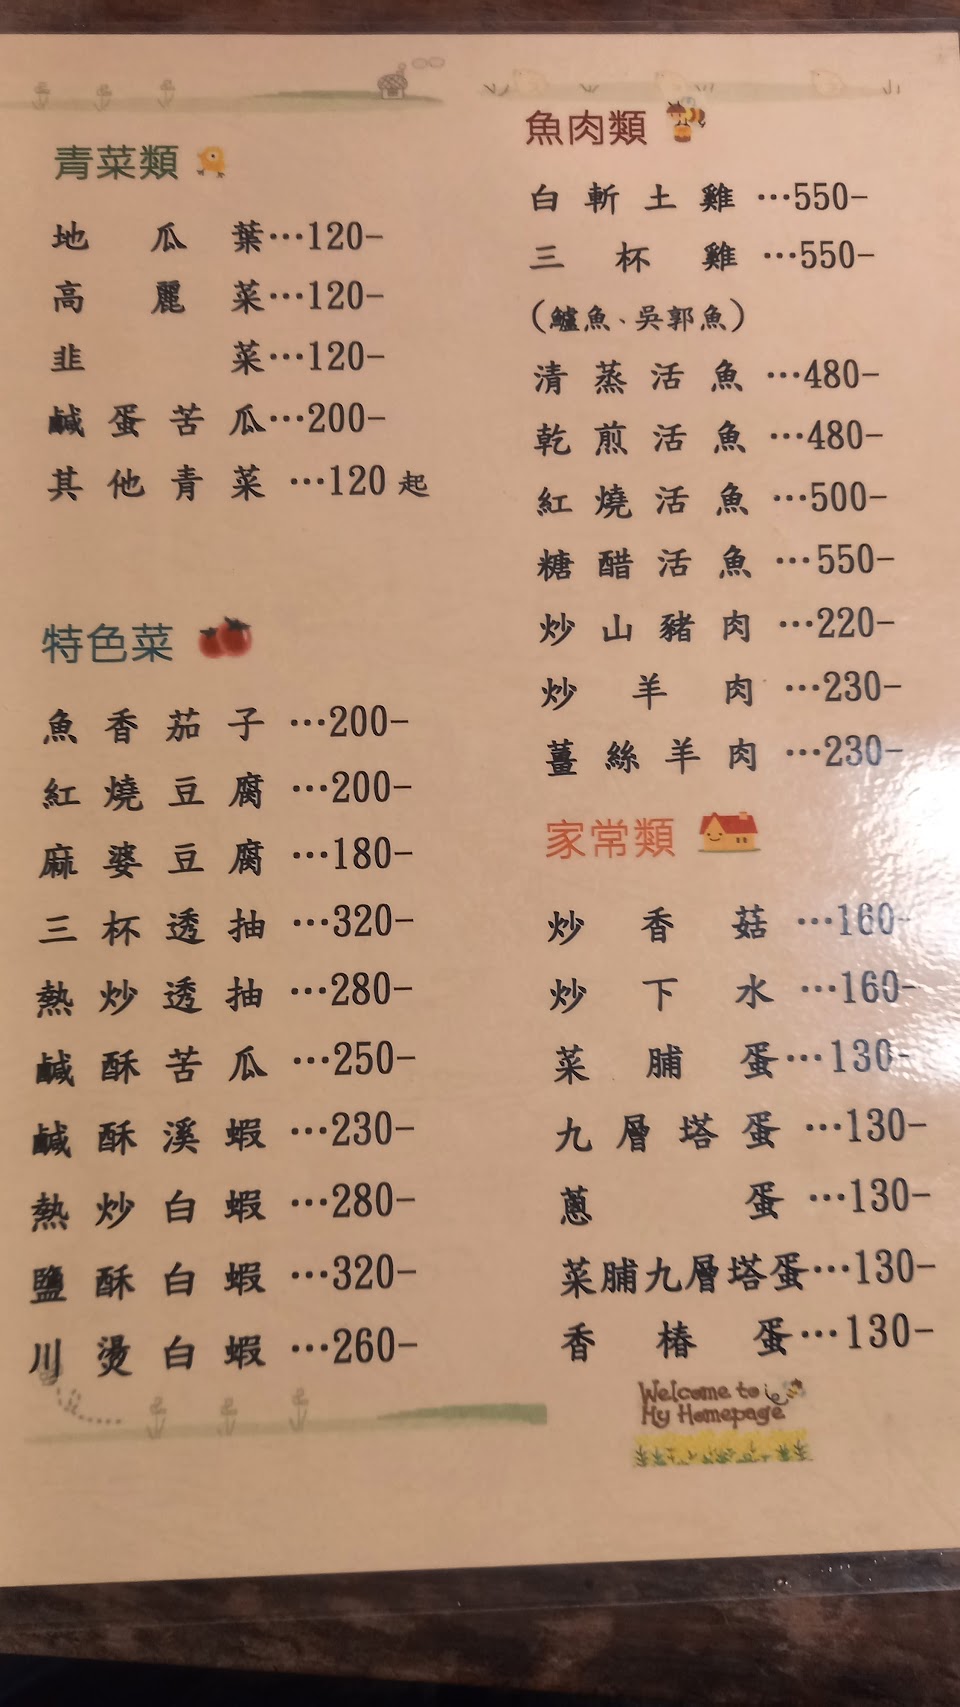 青菜類
地瓜葉…120-
高麗菜…120-
韭菜…120-
鹹蛋苦瓜…200-
其他青菜…120起
特色菜
魚香茄子…200-
紅燒豆腐…200-
麻婆豆腐…180-
三杯透抽…320-
熱炒透抽…280-
鹹酥苦瓜…250-
鹹酥溪蝦…230-
熱炒白蝦…280-
鹽酥白蝦…320-
川燙白蝦…260-
魚肉類
白斬土雞…550-
三杯雞…550-
(鱸魚、吳郭魚)
清蒸活魚…480-
乾煎活魚…480-
紅燒活魚…500-
糖醋活魚…550-
炒山豬肉…220-
炒羊肉…230-
薑絲羊肉…230-
家常類
炒香菇…160-
炒下水…160-
菜脯蛋…130-
九層塔蛋…130-
蔥蛋…130-
菜脯九層塔蛋…130-
香椿蛋…130-
Welcome to
My Homepage